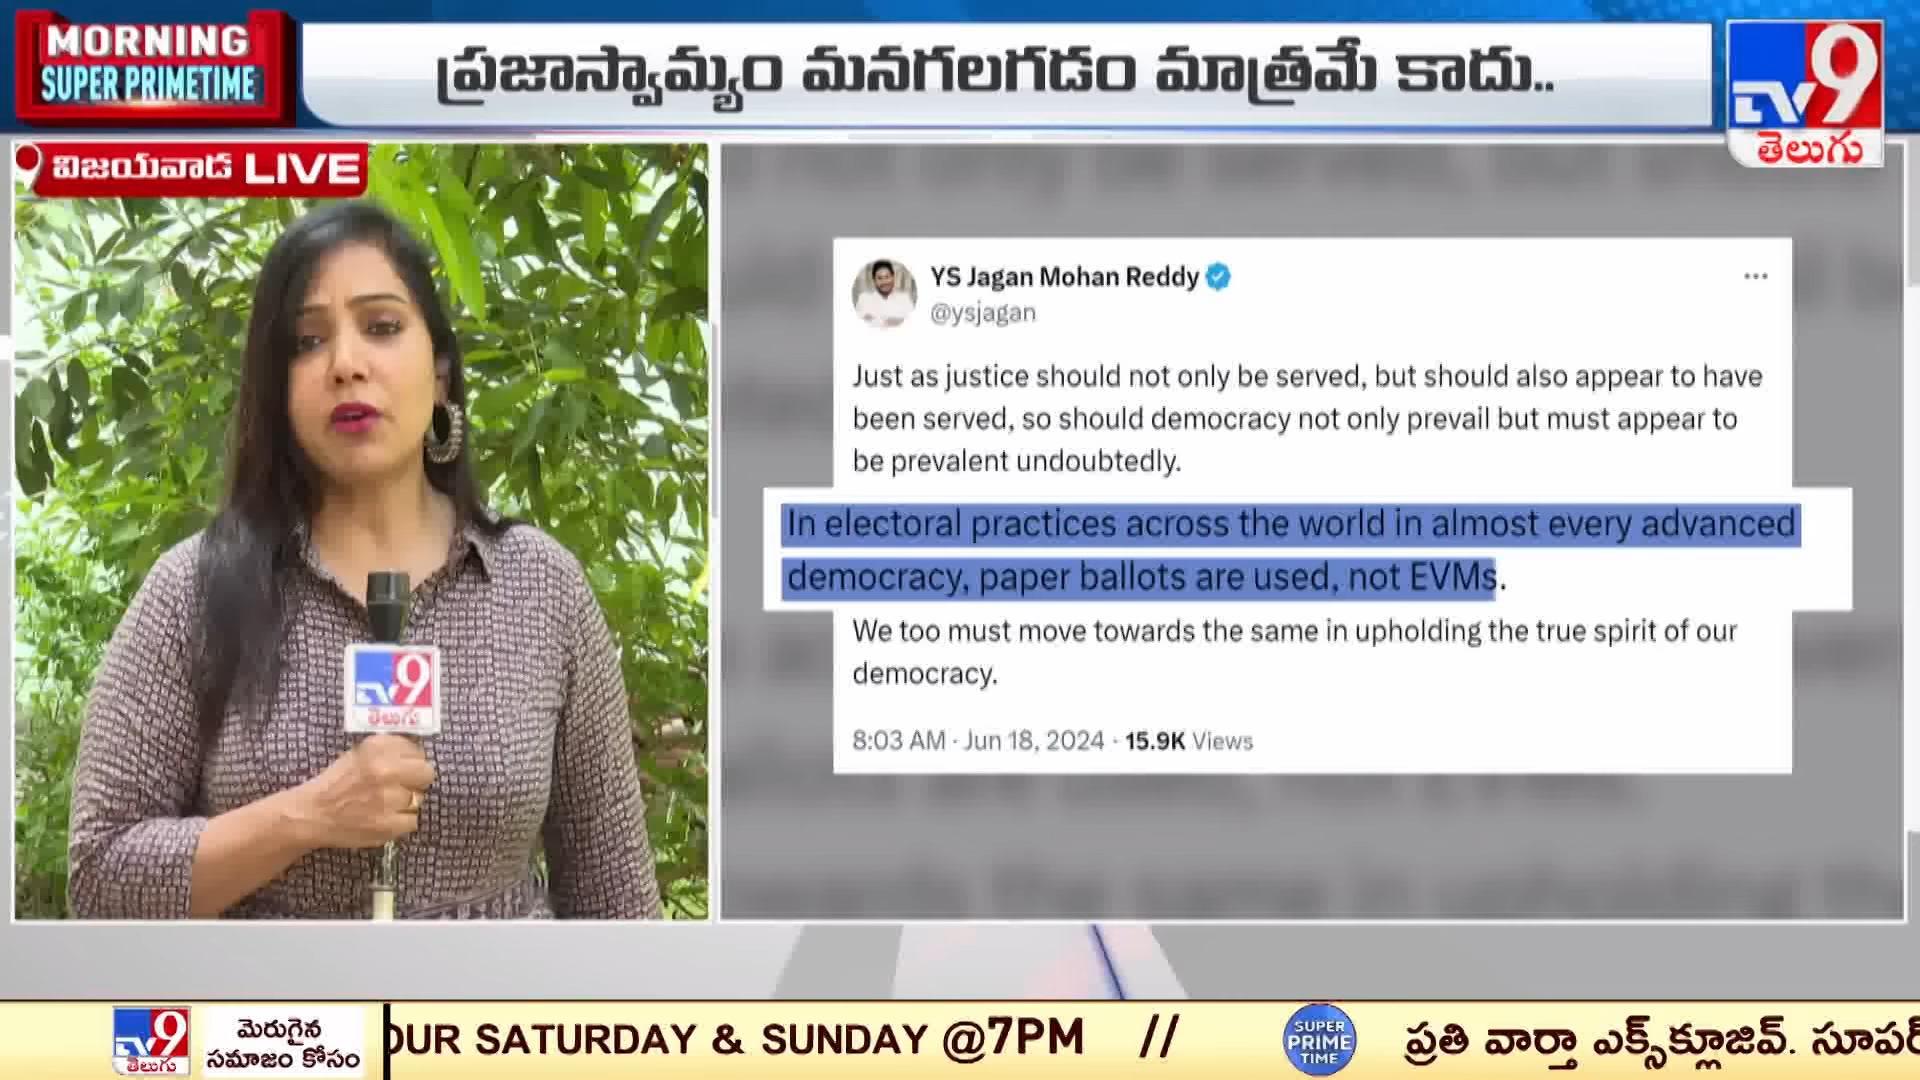 MORNING
SUPER PRIMETIME
ప్రజాస్వామ్యం మనగలగడం మాత్రమే కాదు..
TV9
తెలుగు
విజయవాడ LIVE
YS Jagan Mohan Reddy
@ysjagan
Just as justice should not only be served, but should also appear to have
been served, so should democracy not only prevail but must appear to
be prevalent undoubtedly.
In electoral practices across the world in almost every advanced
democracy, paper ballots are used, not EVMs.
We too must move towards the same in upholding the true spirit of our
democracy.
8:03 AM · Jun 18, 2024 · 15.9K Views
TV9
తెలుగు
TV9
తెలుగు
మెరుగైన
సమాజం కోసం
OUR SATURDAY & SUNDAY @7PM //
SUPER
PRIME
TIME
ప్రతి వార్తా ఎక్స్‌క్లూజివ్. సూపర్